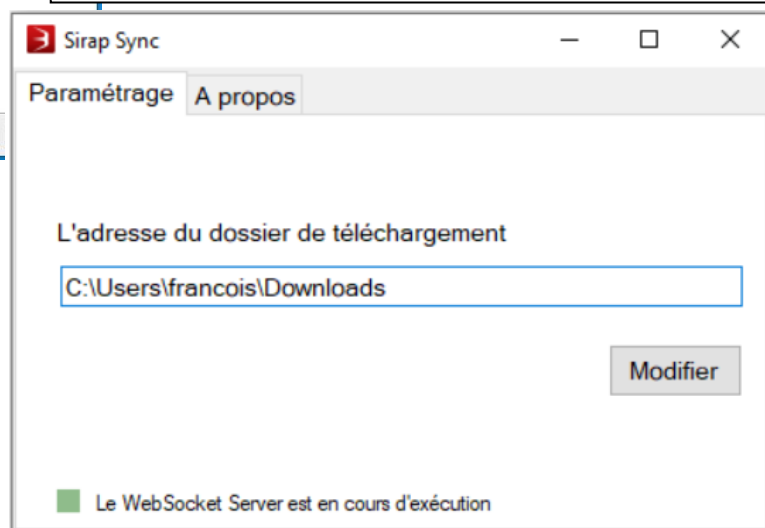 Sirap Sync
Paramétrage A propos
L'adresse du dossier de téléchargement
C:\Users\francois\Downloads
Modifier
Le WebSocket Server est en cours d'exécution